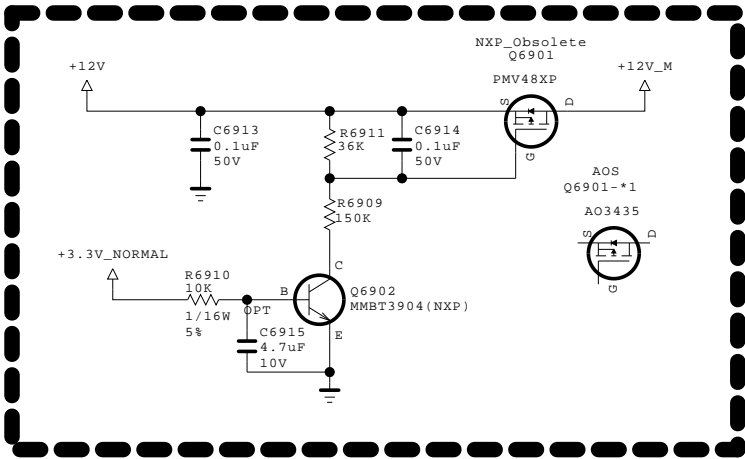 NXP_Obsolete
Q6901
+12V
+12V_M
PMV48XP
S
D
G
C6913
0.1uF
50V
R6911
36K
C6914
0.1uF
50V
AOS
Q6901-*1
AO3435
S
D
G
R6909
150K
+3.3V_NORMAL
R6910
10K
1/16W
5%
OPT
C6915
4.7uF
10V
B
C
E
Q6902
MMBT3904(NXP)